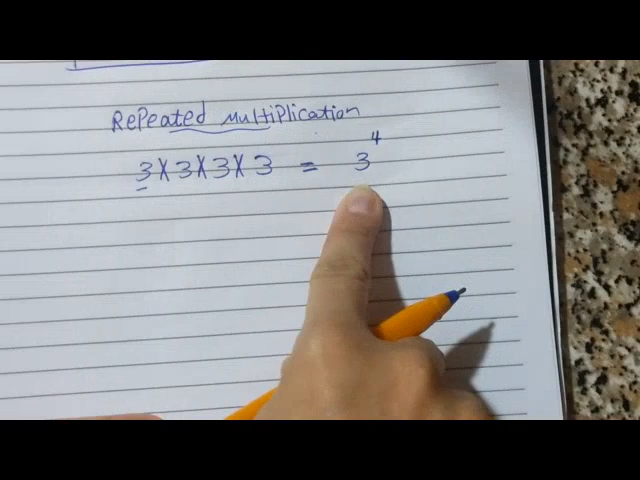 Repeated multiplication
3X3X3X3 = 3⁴